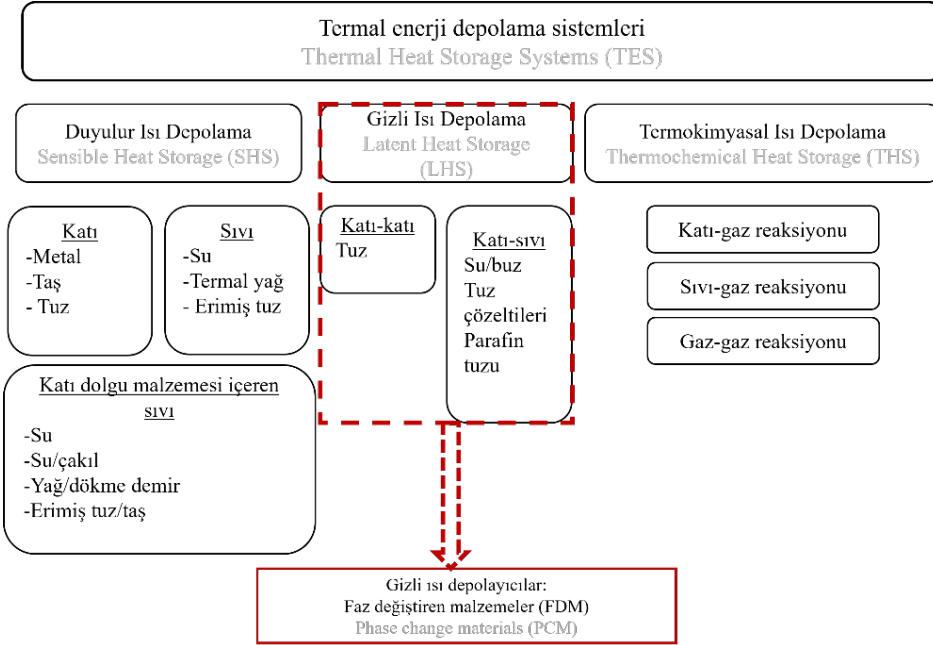 Termal enerji depolama sistemleri
Thermal Heat Storage Systems (TES)
Duyulur Isı Depolama
Sensible Heat Storage (SHS)
Gizli Isı Depolama
Latent Heat Storage
(LHS)
Termokimyasal Isı Depolama
Thermochemical Heat Storage (THS)
Katı
-Metal
-Taş
- Tuz
Sıvı
-Su
-Termal yağ
- Erimiş tuz
Katı-katı
Tuz
Katı-sıvı
Su/buz
Tuz
çözeltileri
Parafin
tuzu
Katı-gaz reaksiyonu
Sıvı-gaz reaksiyonu
Gaz-gaz reaksiyonu
Katı dolgu malzemesi içeren
sıvı
-Su
-Su/çakıl
-Yağ/dökme demir
-Erimiş tuz/taş
Gizli ısı depolayıcılar:
Faz değiştiren malzemeler (FDM)
Phase change materials (PCM)